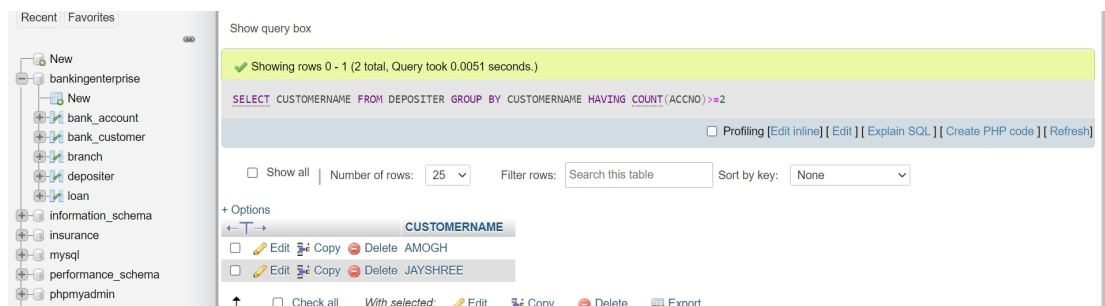 Recent Favorites
New
bankingenterprise
New
bank_account
bank_customer
branch
depositer
loan
information_schema
insurance
mysql
performance_schema
phpmyadmin
Show query box
Showing rows 0 - 1 (2 total, Query took 0.0051 seconds.)
SELECT CUSTOMERNAME FROM DEPOSITER GROUP BY CUSTOMERNAME HAVING COUNT(ACCNO)>=2
Profiling [Edit inline] [ Edit ] [ Explain SQL ] [ Create PHP code ] [ Refresh]
Show all | Number of rows: 25 Filter rows: Search this table Sort by key: None
+ Options
←T→ CUSTOMERNAME
Edit Copy Delete AMOGH
Edit Copy Delete JAYSHREE
Check all With selected: Edit Copy Delete Export